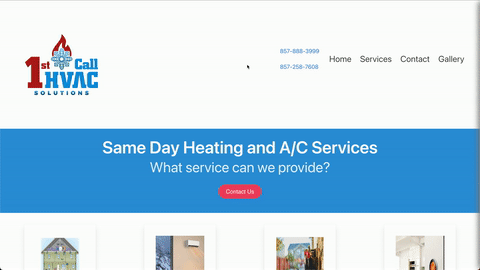 1st Call
HVAC
SOLUTIONS
857-888-3999
857-258-7608
Home Services Contact Gallery
Same Day Heating and A/C Services
What service can we provide?
Contact Us